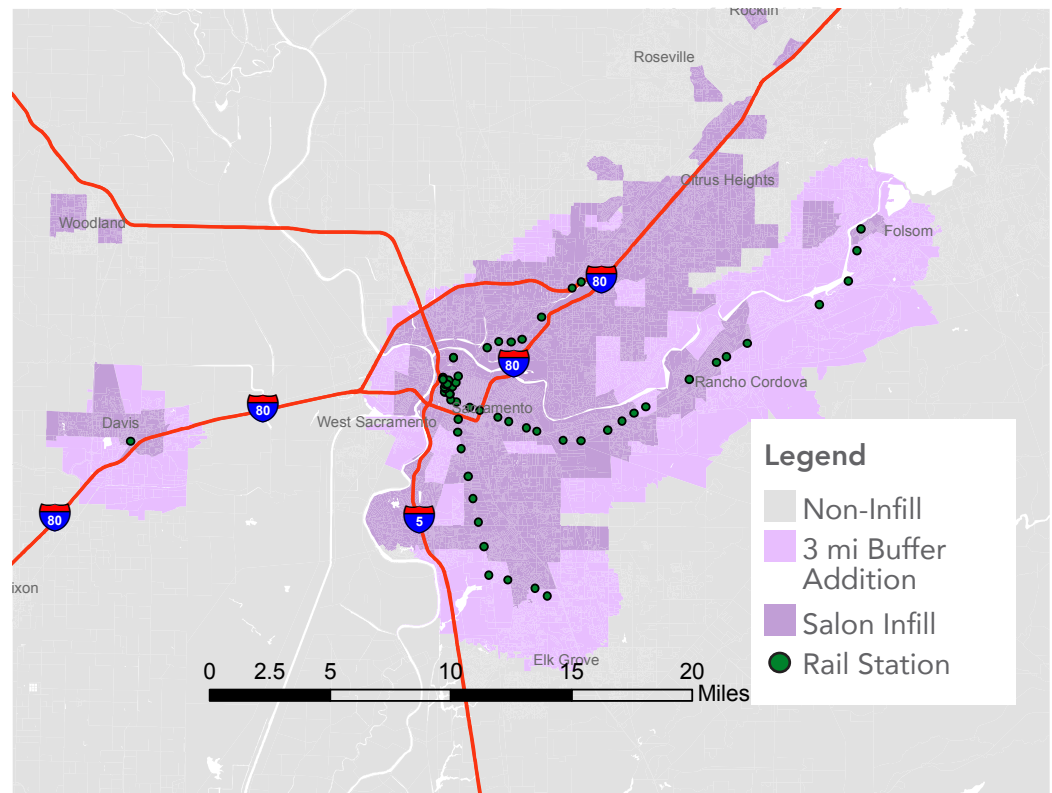 Rocklin
Roseville
Citrus Heights
Woodland
Folsom
80
80
Rancho Cordova
80
Sacramento
West Sacramento
Davis
Legend
Non-Infill
3 mi Buffer
Addition
Salon Infill
Rail Station
80
5
ixon
Elk Grove
0 2.5 5 10 15 20
Miles